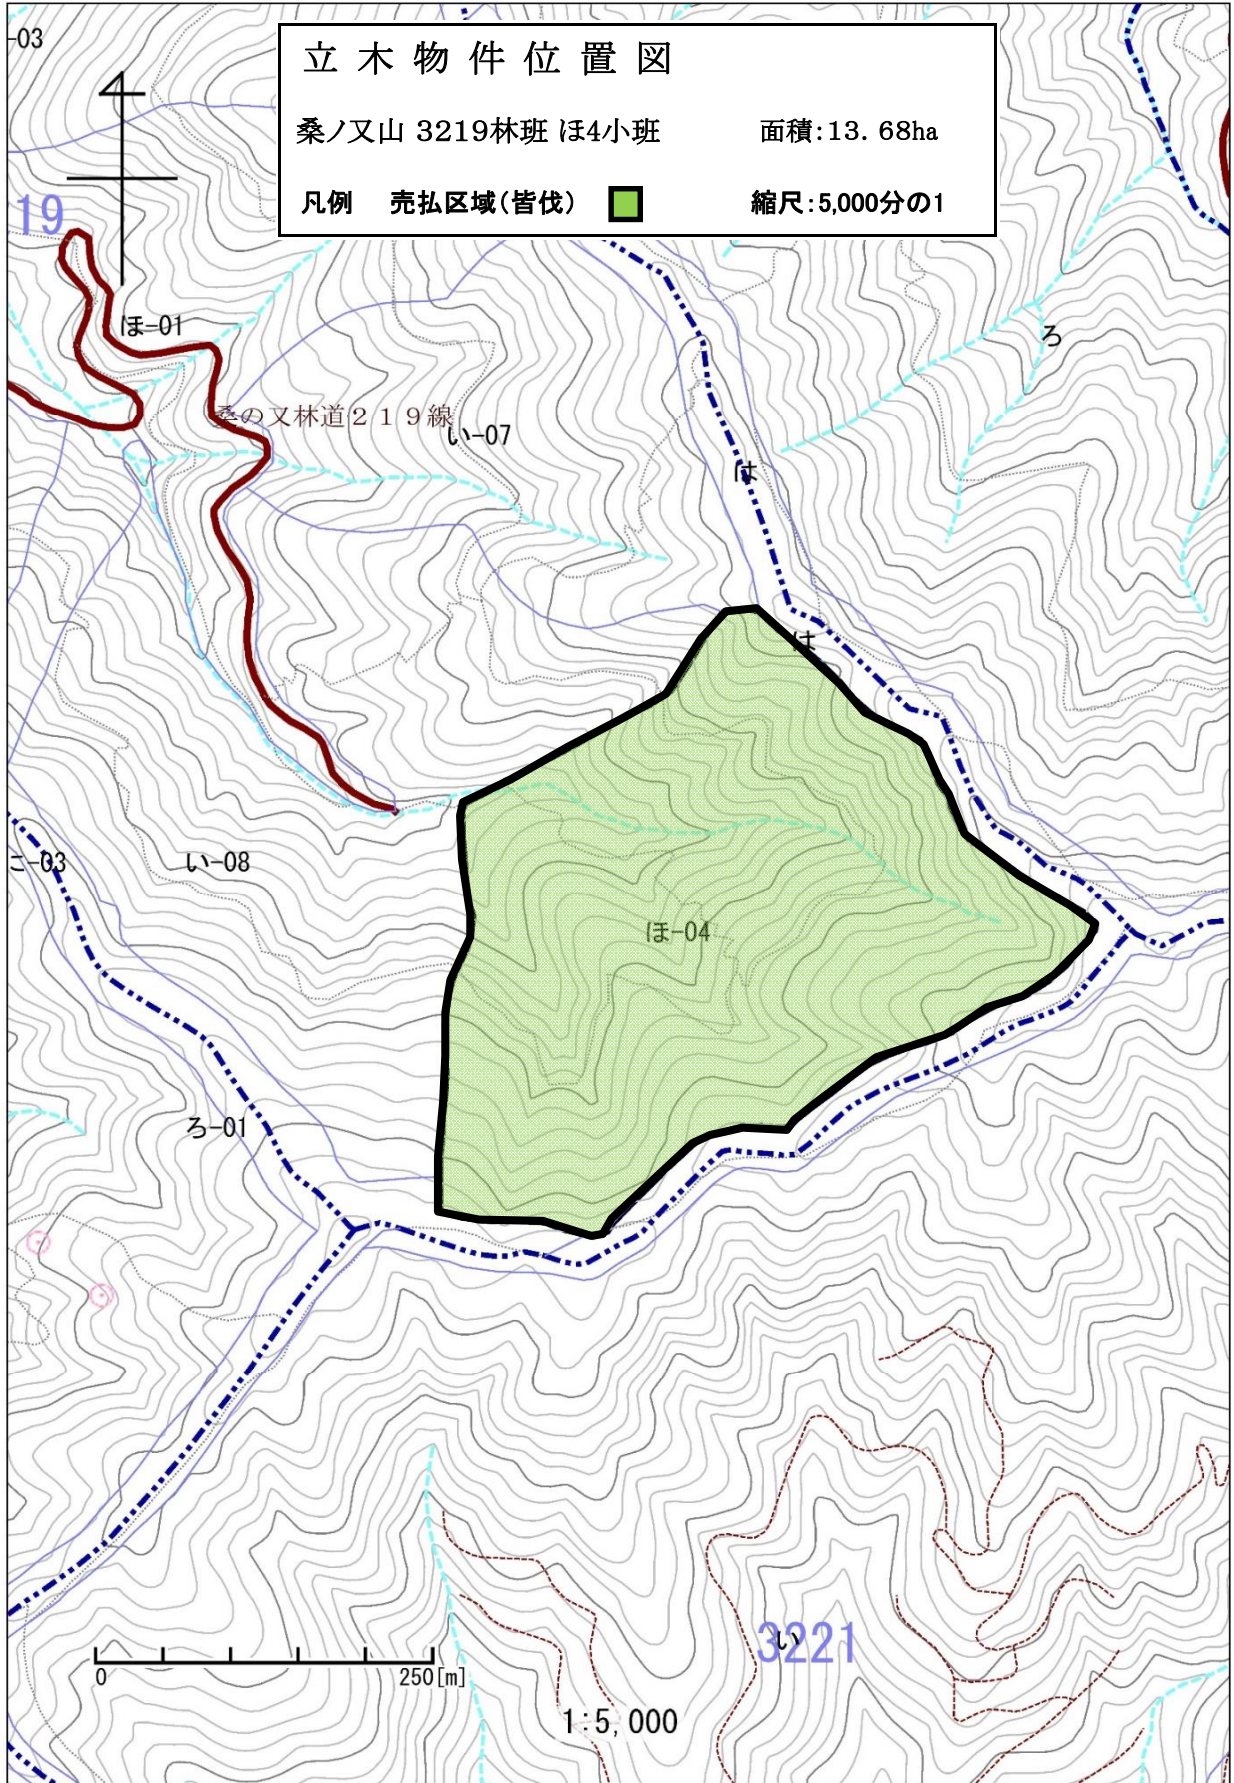 立木物件位置図
桑ノ又山 3219林班 ほ4小班 面積:13.68ha
凡例 売払区域(皆伐) 縮尺:5,000分の1
-03
19
ほ-01
ろ
桑の又林道219線
い-07
は
は
に-03
い-08
ほ-04
ろ-01
い
3221
0 250[m]
1:5,000